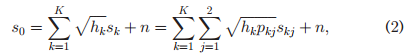 s_0 = \sum_{k=1}^{K} \sqrt{h_k} s_k + n = \sum_{k=1}^{K} \sum_{j=1}^{2} \sqrt{h_k p_{kj}} s_{kj} + n, (2)